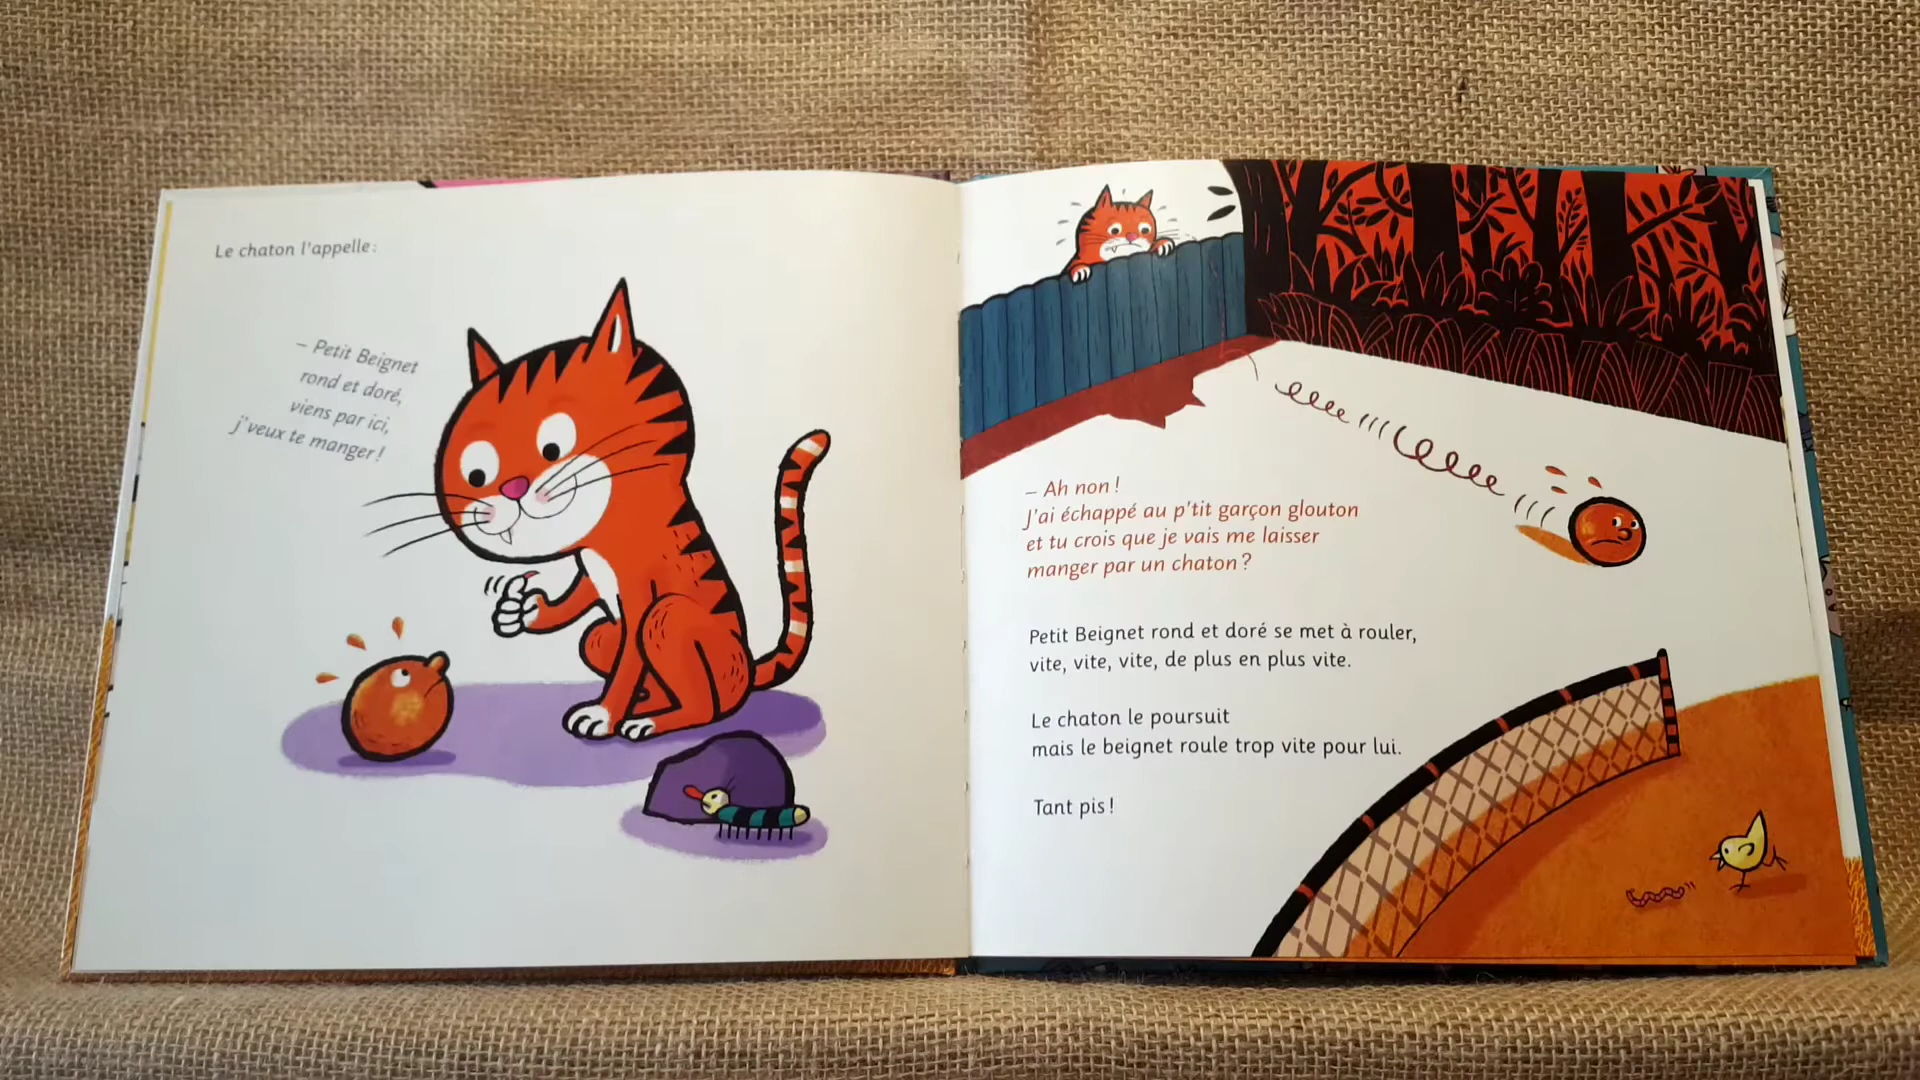 Le chaton l'appelle :
– Petit Beignet
rond et doré,
viens par ici,
j'veux te manger !
– Ah non !
J'ai échappé au p'tit garçon glouton
et tu crois que je vais me laisser
manger par un chaton ?
Petit Beignet rond et doré se met à rouler,
vite, vite, vite, de plus en plus vite.
Le chaton le poursuit
mais le beignet roule trop vite pour lui.
Tant pis !